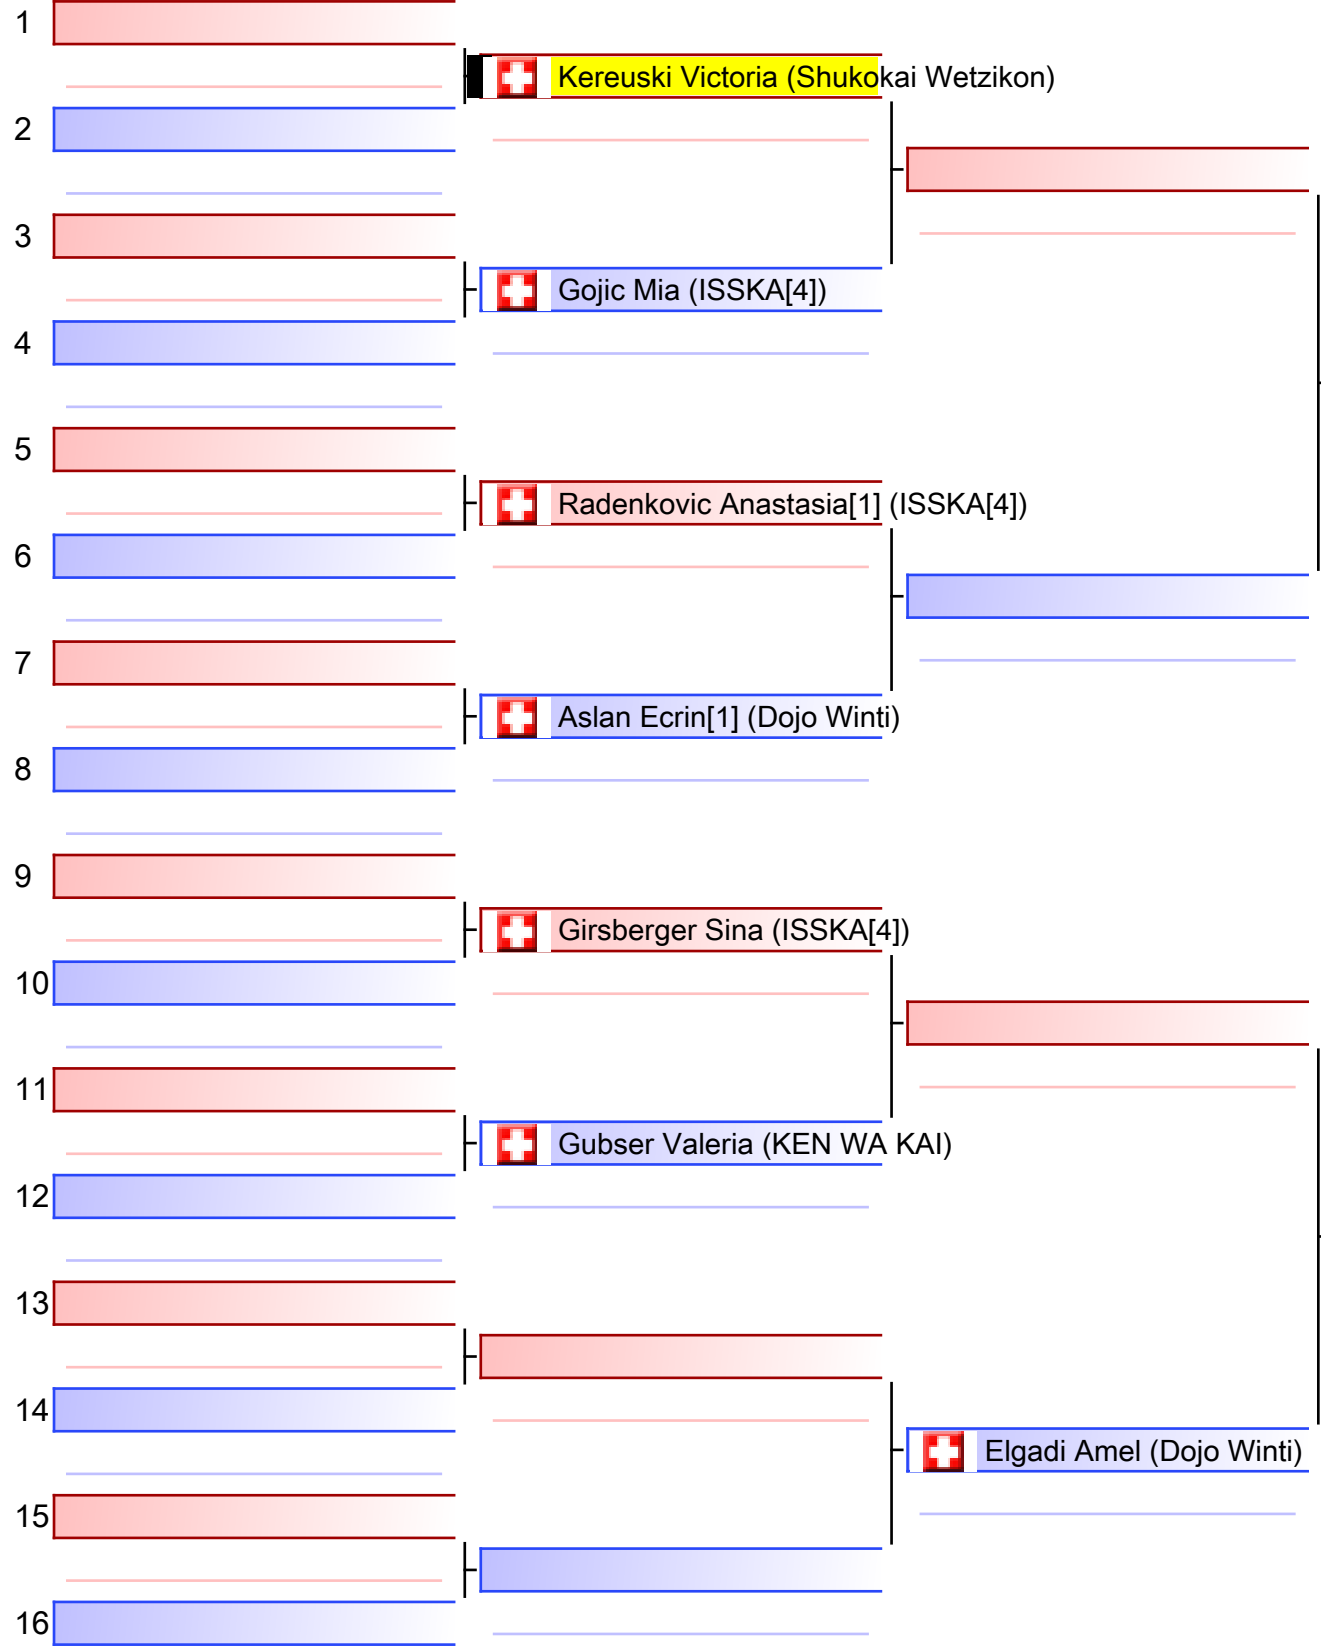 1
Kereuski Victoria (Shukokai Wetzikon)
2
3
Gojic Mia (ISSKA[4])
4
5
Radenkovic Anastasia[1] (ISSKA[4])
6
7
Aslan Ecrin[1] (Dojo Winti)
8
9
Girsberger Sina (ISSKA[4])
10
11
Gubser Valeria (KEN WA KAI)
12
13
14
Elgadi Amel (Dojo Winti)
15
16